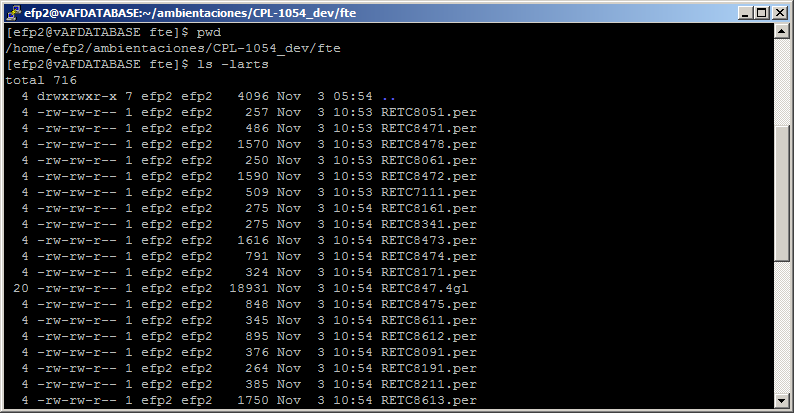 efp2@vAFDATABASE:~/ambientaciones/CPL-1054_dev/fte
[efp2@vAFDATABASE fte]$ pwd
/home/efp2/ambientaciones/CPL-1054_dev/fte
[efp2@vAFDATABASE fte]$ ls -larts
total 716
  4 drwxrwxr-x 7 efp2 efp2   4096 Nov  3 05:54 ..
  4 -rw-rw-r-- 1 efp2 efp2    257 Nov  3 10:53 RETC8051.per
  4 -rw-rw-r-- 1 efp2 efp2    486 Nov  3 10:53 RETC8471.per
  4 -rw-rw-r-- 1 efp2 efp2   1570 Nov  3 10:53 RETC8478.per
  4 -rw-rw-r-- 1 efp2 efp2    250 Nov  3 10:53 RETC8061.per
  4 -rw-rw-r-- 1 efp2 efp2   1590 Nov  3 10:53 RETC8472.per
  4 -rw-rw-r-- 1 efp2 efp2    509 Nov  3 10:53 RETC7111.per
  4 -rw-rw-r-- 1 efp2 efp2    275 Nov  3 10:54 RETC8161.per
  4 -rw-rw-r-- 1 efp2 efp2    275 Nov  3 10:54 RETC8341.per
  4 -rw-rw-r-- 1 efp2 efp2   1616 Nov  3 10:54 RETC8473.per
  4 -rw-rw-r-- 1 efp2 efp2    791 Nov  3 10:54 RETC8474.per
  4 -rw-rw-r-- 1 efp2 efp2    324 Nov  3 10:54 RETC8171.per
 20 -rw-rw-r-- 1 efp2 efp2  18931 Nov  3 10:54 RETC847.4gl
  4 -rw-rw-r-- 1 efp2 efp2    848 Nov  3 10:54 RETC8475.per
  4 -rw-rw-r-- 1 efp2 efp2    345 Nov  3 10:54 RETC8611.per
  4 -rw-rw-r-- 1 efp2 efp2    895 Nov  3 10:54 RETC8612.per
  4 -rw-rw-r-- 1 efp2 efp2    376 Nov  3 10:54 RETC8091.per
  4 -rw-rw-r-- 1 efp2 efp2    264 Nov  3 10:54 RETC8191.per
  4 -rw-rw-r-- 1 efp2 efp2    385 Nov  3 10:54 RETC8211.per
  4 -rw-rw-r-- 1 efp2 efp2   1750 Nov  3 10:54 RETC8613.per